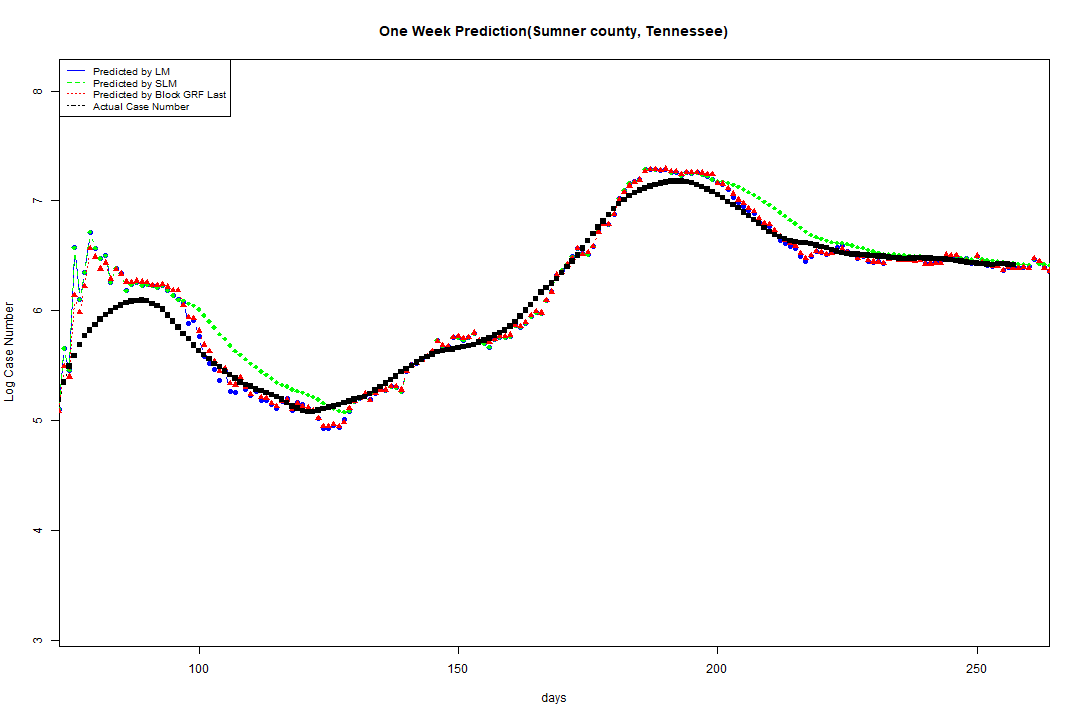 One Week Prediction(Sumner county, Tennessee)
Predicted by LM
Predicted by SLM
Predicted by Block GRF Last
Actual Case Number
8
7
6
5
4
3
Log Case Number
100 150 200 250
days